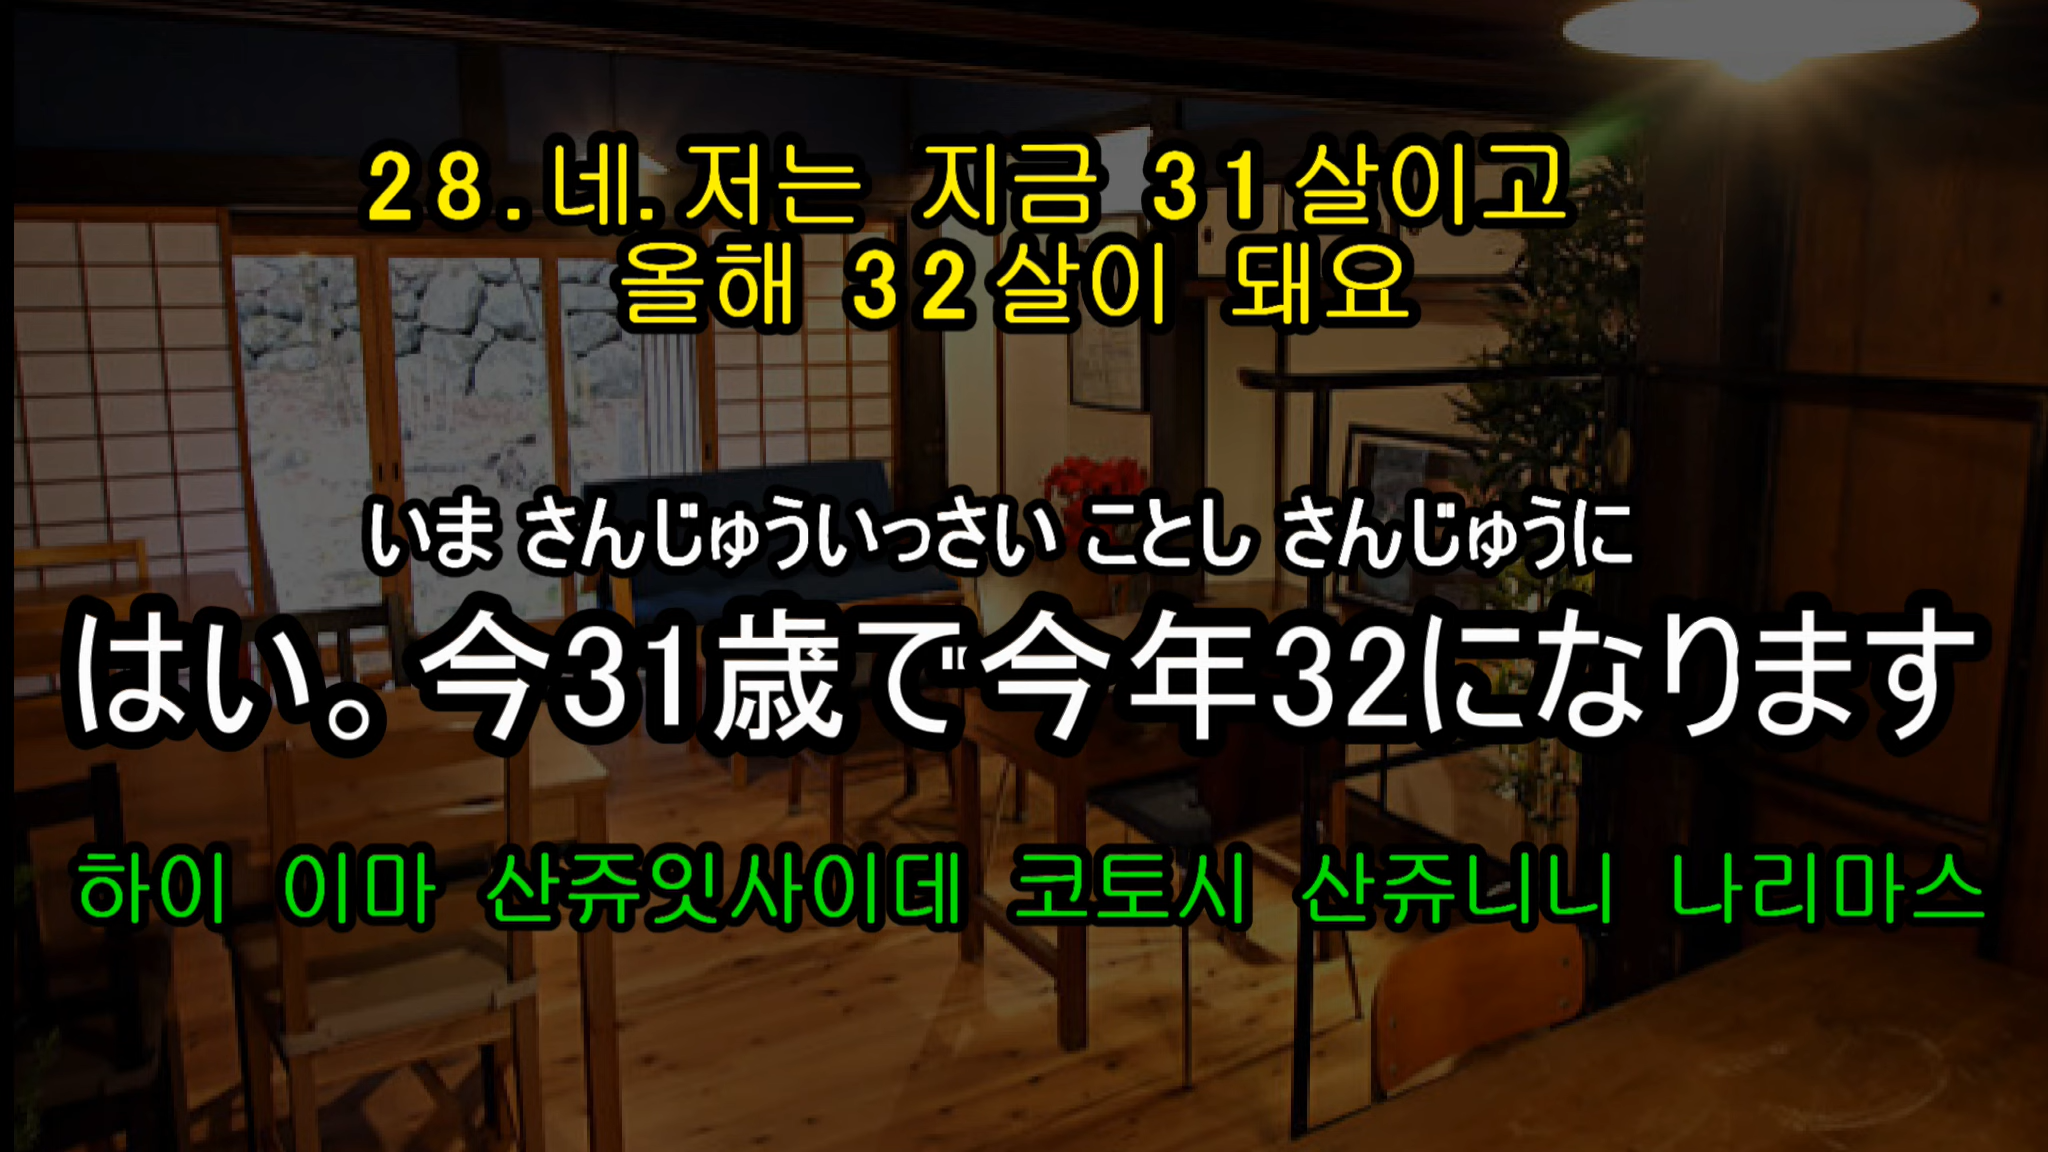 28.네.저는 지금 31살이고
올해 32살이 돼요
いま さんじゅういっさい ことし さんじゅうに
はい。今31歳で今年32になります
하이 이마 산쥬잇사이데 코토시 산쥬니니 나리마스